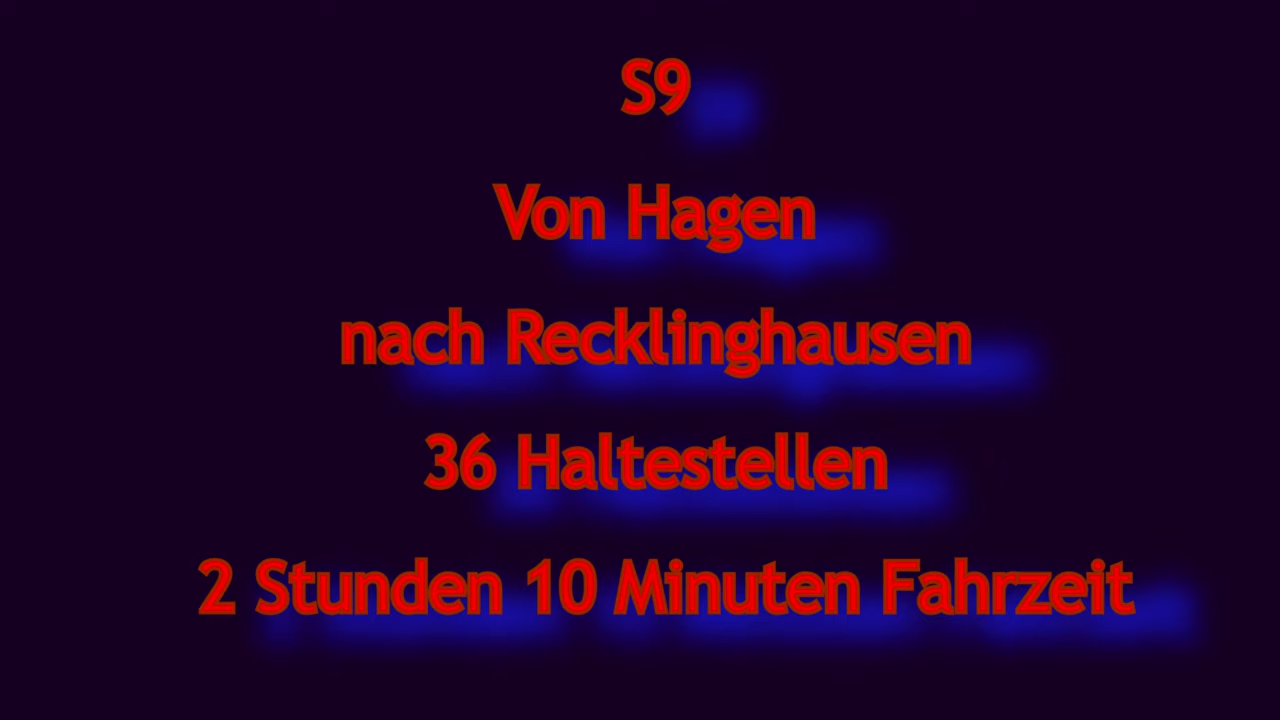 S9
Von Hagen
nach Recklinghausen
36 Haltestellen
2 Stunden 10 Minuten Fahrzeit